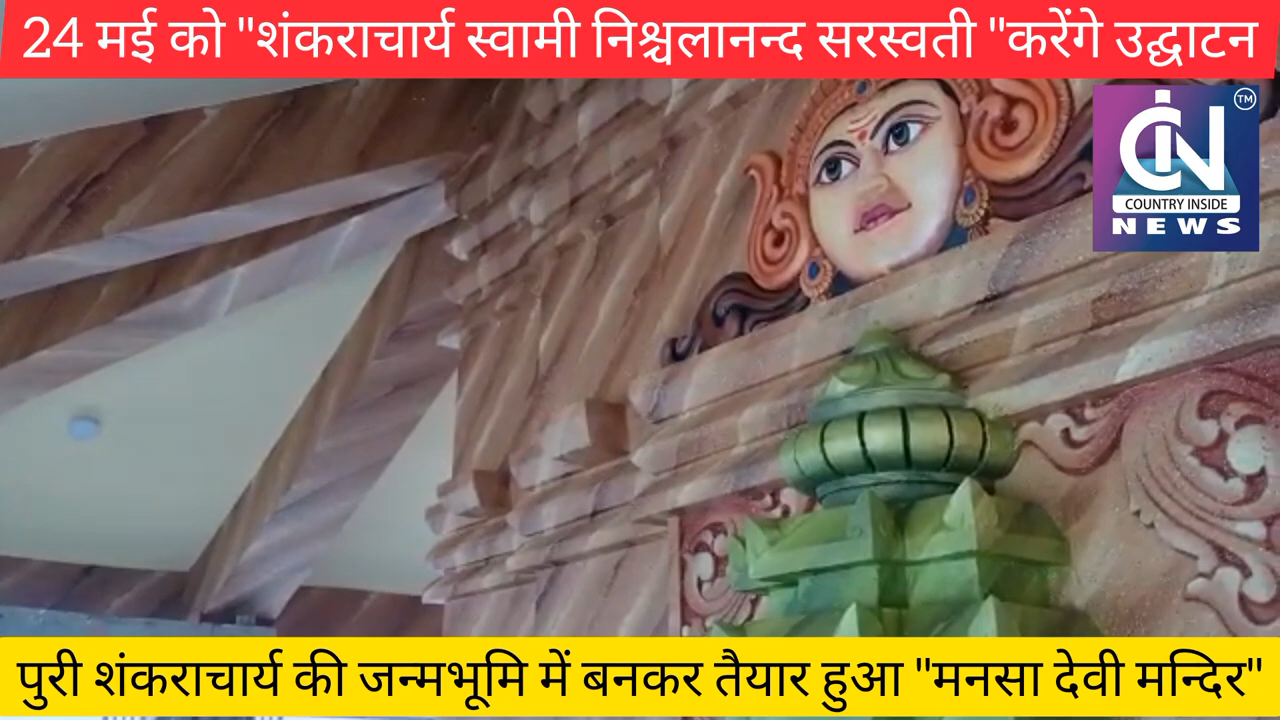 24 मई को "शंकराचार्य स्वामी निश्चलानन्द सरस्वती "करेंगे उद्घाटन
CIN
TM
COUNTRY INSIDE
NEWS
पुरी शंकराचार्य की जन्मभूमि में बनकर तैयार हुआ "मनसा देवी मन्दिर"